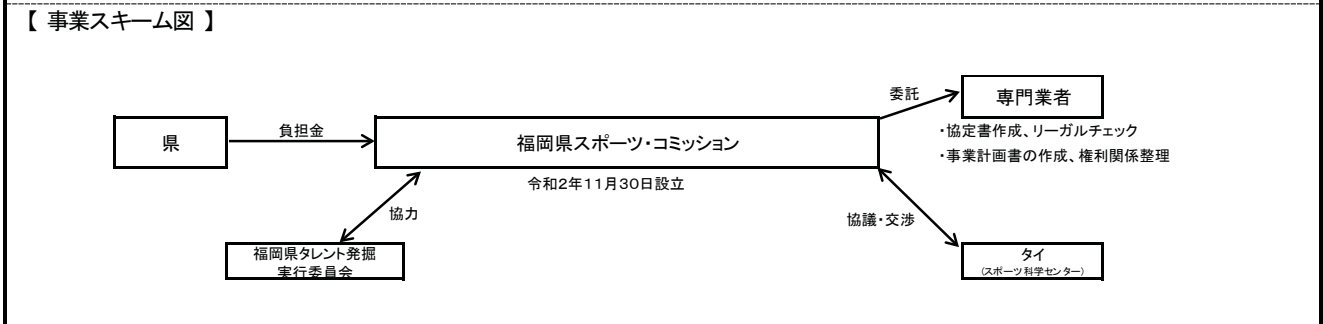 【 事業スキーム図 】
委託
専門業者
県
負担金
福岡県スポーツ・コミッション
・協定書作成、リーガルチェック
・事業計画書の作成、権利関係整理
令和2年11月30日設立
協力
協議・交渉
福岡県タレント発掘
実行委員会
タイ
(スポーツ科学センター)